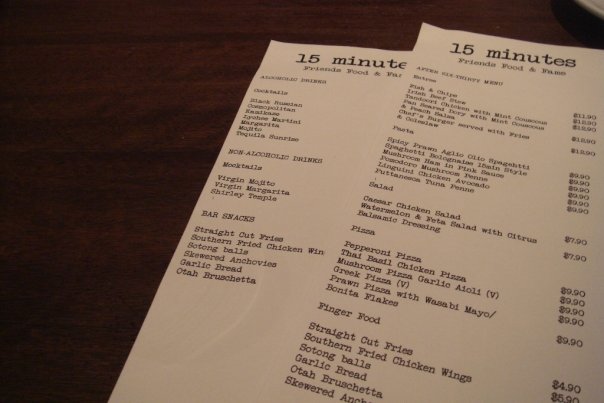 15 minute
Friends Food & Fa
ALCOHOLIC DRINKS
Cocktails
Black Russian
Cosmopolitan
Kamikaze
Lychee Martini
Margarita
Mojito
Tequila Sunrise
NON-ALCOHOLIC DRINKS
Mocktails
Virgin Mojito
Virgin Margarita
Shirley Temple
BAR SNACKS
Straight Cut Fries
Southern Fried Chicken Win
Sotong balls
Skewered Anchovies
Garlic Bread
Otah Bruschetta
15 minutes
Friends Food & Fame
AFTER SIX-THIRTY MENU
Entree
Fish & Chips $11.90
Irish Beef Stew $12.90
Tandoori Chicken with Mint Couscous $12.90
Pan Seared Dory with Mint Couscous
& Peach Salsa $12.90
Chef's Burger served with Fries
& Coleslaw $12.90
Pasta
Spicy Prawn Aglio Olio Spaghetti $9.90
Spaghetti Bolognaise 15min Style $9.90
Mushroom Ham in Pink Sauce $9.90
Pomodoro Mushroom Penne $9.90
Linguini Chicken Avocado $9.90
Puttanesca Tuna Penne $9.90
Salad
Caesar Chicken Salad $7.90
Watermelon & Feta Salad with Citrus
Balsamic Dressing $7.90
Pizza
Pepperoni Pizza $9.90
Thai Basil Chicken Pizza $9.90
Mushroom Pizza Garlic Aioli (V) $9.90
Greek Pizza (V) $9.90
Prawn Pizza with Wasabi Mayo/
Bonita Flakes $9.90
Finger Food
Straight Cut Fries $4.90
Southern Fried Chicken Wings $5.90
Sotong balls
Garlic Bread
Otah Bruschetta
Skewered Anchovies